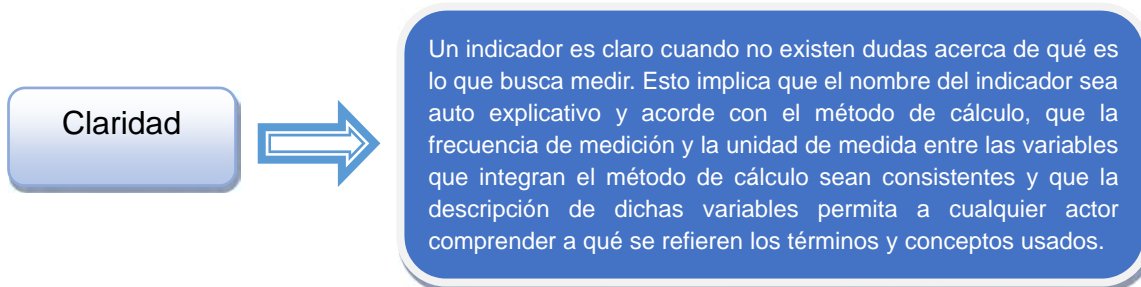 Claridad
Un indicador es claro cuando no existen dudas acerca de qué es
lo que busca medir. Esto implica que el nombre del indicador sea
auto explicativo y acorde con el método de cálculo, que la
frecuencia de medición y la unidad de medida entre las variables
que integran el método de cálculo sean consistentes y que la
descripción de dichas variables permita a cualquier actor
comprender a qué se refieren los términos y conceptos usados.